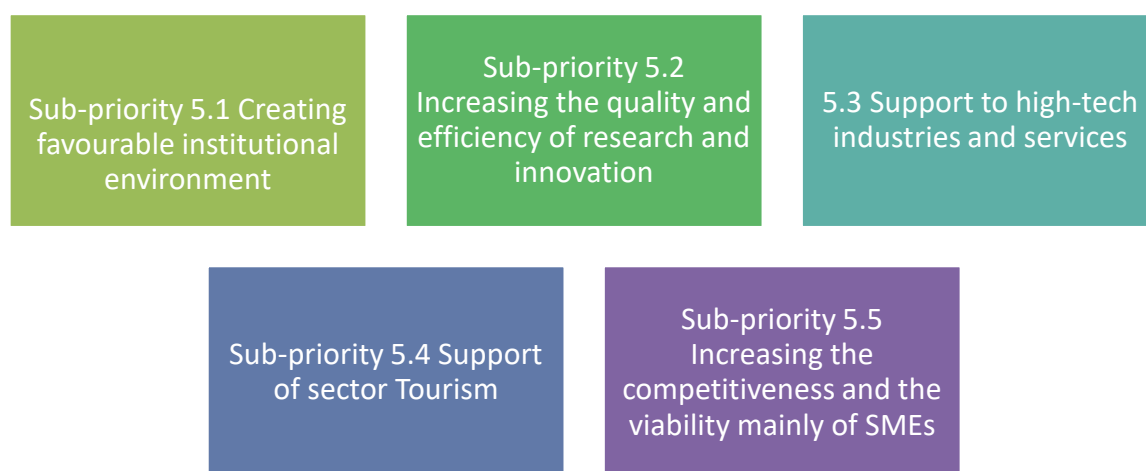 Sub-priority 5.1 Creating
favourable institutional
environment
Sub-priority 5.2
Increasing the quality and
efficiency of research and
innovation
5.3 Support to high-tech
industries and services
Sub-priority 5.4 Support
of sector Tourism
Sub-priority 5.5
Increasing the
competitiveness and the
viability mainly of SMEs